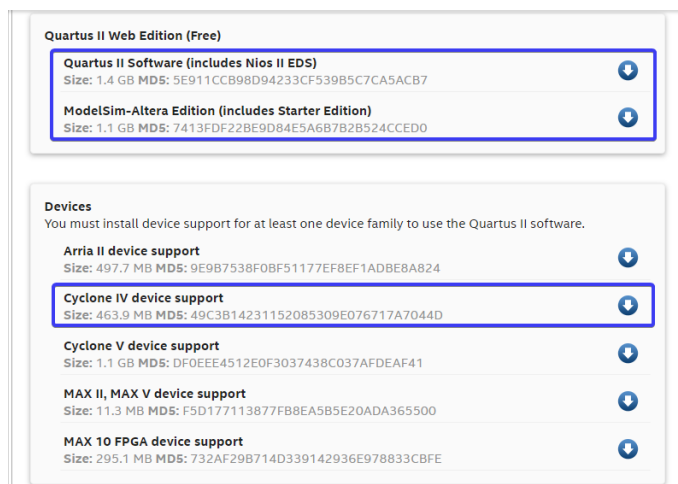 Quartus II Web Edition (Free)
Quartus II Software (includes Nios II EDS)
Size: 1.4 GB MD5: 5E911CCB98D94233CF539B5C7CA5ACB7
ModelSim-Altera Edition (includes Starter Edition)
Size: 1.1 GB MD5: 7413FDF22BE9D84E5A6B7B2B524CCED0
Devices
You must install device support for at least one device family to use the Quartus II software.
Arria II device support
Size: 497.7 MB MD5: 9E9B7538F0BF51177EF8EF1ADBE8A824
Cyclone IV device support
Size: 463.9 MB MD5: 49C3B14231152085309E076717A7044D
Cyclone V device support
Size: 1.1 GB MD5: DF0EEE4512E0F3037438C037AFDEAF41
MAX II, MAX V device support
Size: 11.3 MB MD5: F5D177113877FB8EA5B5E20ADA365500
MAX 10 FPGA device support
Size: 295.1 MB MD5: 732AF29B714D339142936E978833CBFE